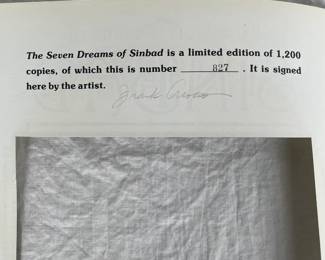 The Seven Dreams of Sinbad is a limited edition of 1,200
copies, of which this is number 827 . It is signed
here by the artist.